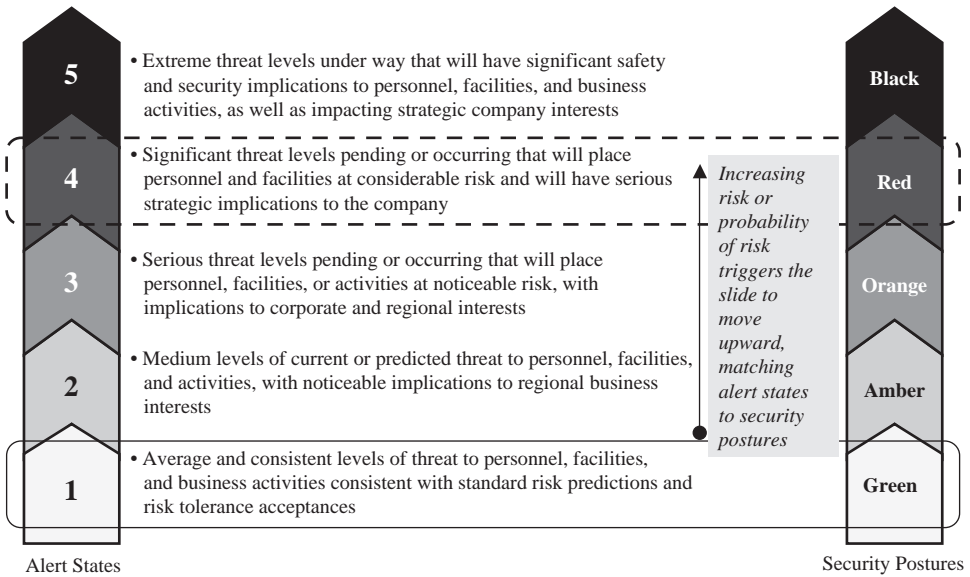 5
• Extreme threat levels under way that will have significant safety
and security implications to personnel, facilities, and business
activities, as well as impacting strategic company interests
Black
4
• Significant threat levels pending or occurring that will place
personnel and facilities at considerable risk and will have serious
strategic implications to the company
Red
3
• Serious threat levels pending or occurring that will place
personnel, facilities, or activities at noticeable risk, with
implications to corporate and regional interests
Orange
2
• Medium levels of current or predicted threat to personnel, facilities,
and activities, with noticeable implications to regional business
interests
Amber
1
• Average and consistent levels of threat to personnel, facilities,
and business activities consistent with standard risk predictions and
risk tolerance acceptances
Green
Increasing
risk or
probability
of risk
triggers the
slide to
move
upward,
matching
alert states
to security
postures
Alert States
Security Postures